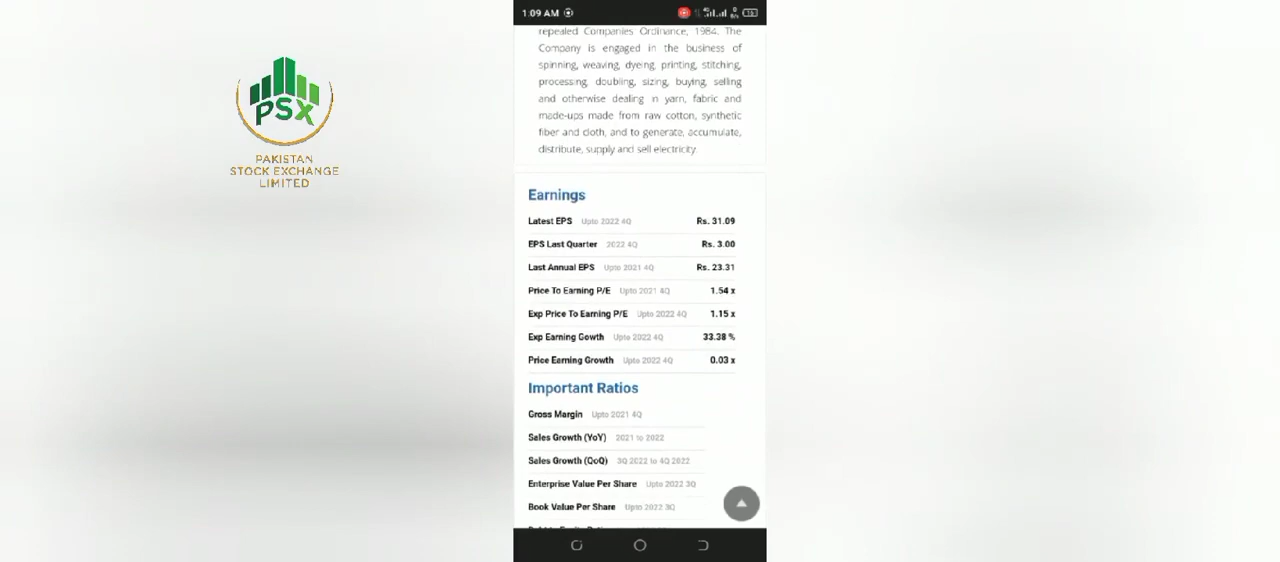 PSX
PAKISTAN
STOCK EXCHANGE
LIMITED
1:09 AM
repealed Companies Ordinance, 1984. The
Company is engaged in the business of
spinning, weaving, dyeing, printing, stitching,
processing, doubling, sizing, buying, selling
and otherwise dealing in yarn, fabric and
made-ups made from raw cotton, synthetic
fiber and cloth, and to generate, accumulate,
distribute, supply and sell electricity.
Earnings
Latest EPS Upto 2022 4Q Rs. 31.09
EPS Last Quarter 2022 4Q Rs. 3.00
Last Annual EPS Upto 2021 4Q Rs. 23.31
Price To Earning P/E Upto 2021 4Q 1.54 x
Exp Price To Earning P/E Upto 2022 4Q 1.15 x
Exp Earning Gowth Upto 2022 4Q 33.38 %
Price Earning Growth Upto 2022 4Q 0.03 x
Important Ratios
Gross Margin Upto 2021 4Q
Sales Growth (YoY) 2021 to 2022
Sales Growth (QoQ) 3Q 2022 to 4Q 2022
Enterprise Value Per Share Upto 2022 3Q
Book Value Per Share Upto 2022 3Q